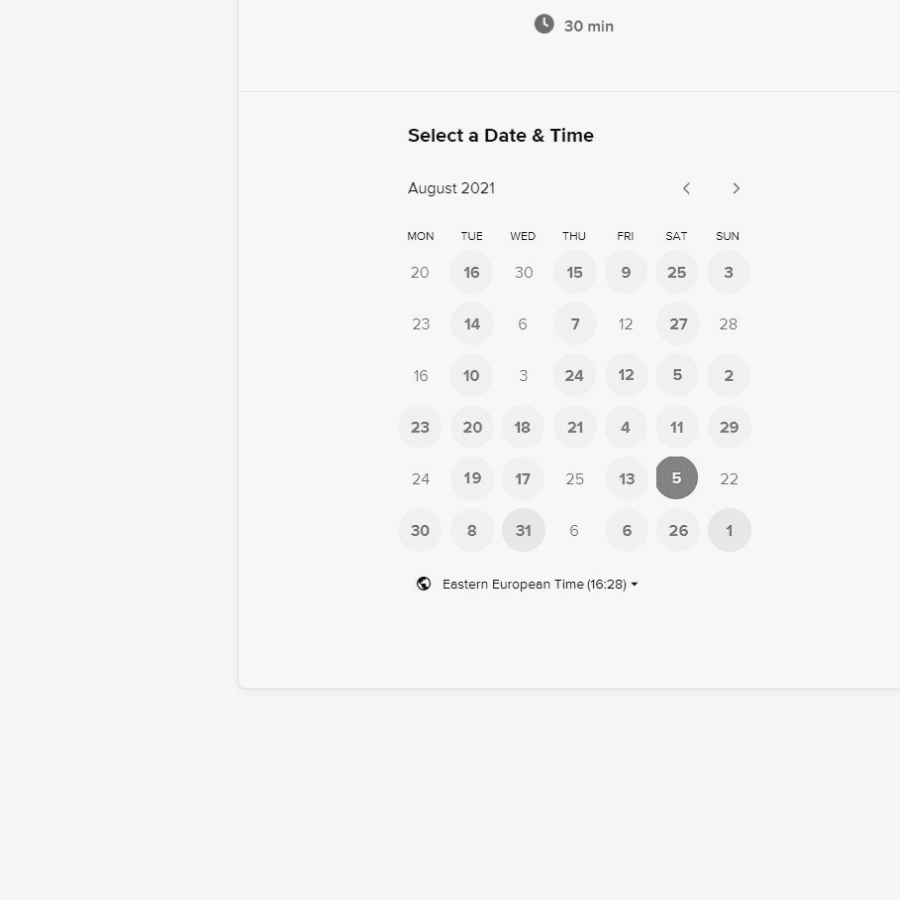 30 min
Select a Date & Time
August 2021
MON TUE WED THU FRI SAT SUN
20 16 30 15 9 25 3
23 14 6 7 12 27 28
16 10 3 24 12 5 2
23 20 18 21 4 11 29
24 19 17 25 13 5 22
30 8 31 6 6 26 1
Eastern European Time (16:28)